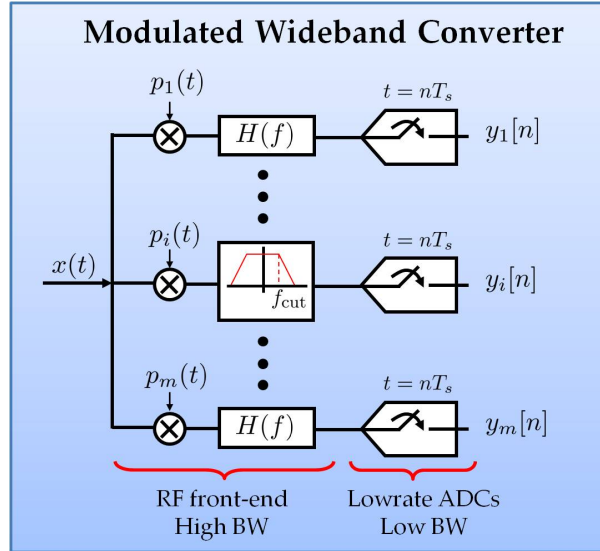 Modulated Wideband Converter
p₁(t)
t = nTₛ
H(f)
y₁[n]
pᵢ(t)
t = nTₛ
x(t)
f_cut
yᵢ[n]
pₘ(t)
t = nTₛ
H(f)
yₘ[n]
RF front-end
High BW
Lowrate ADCs
Low BW